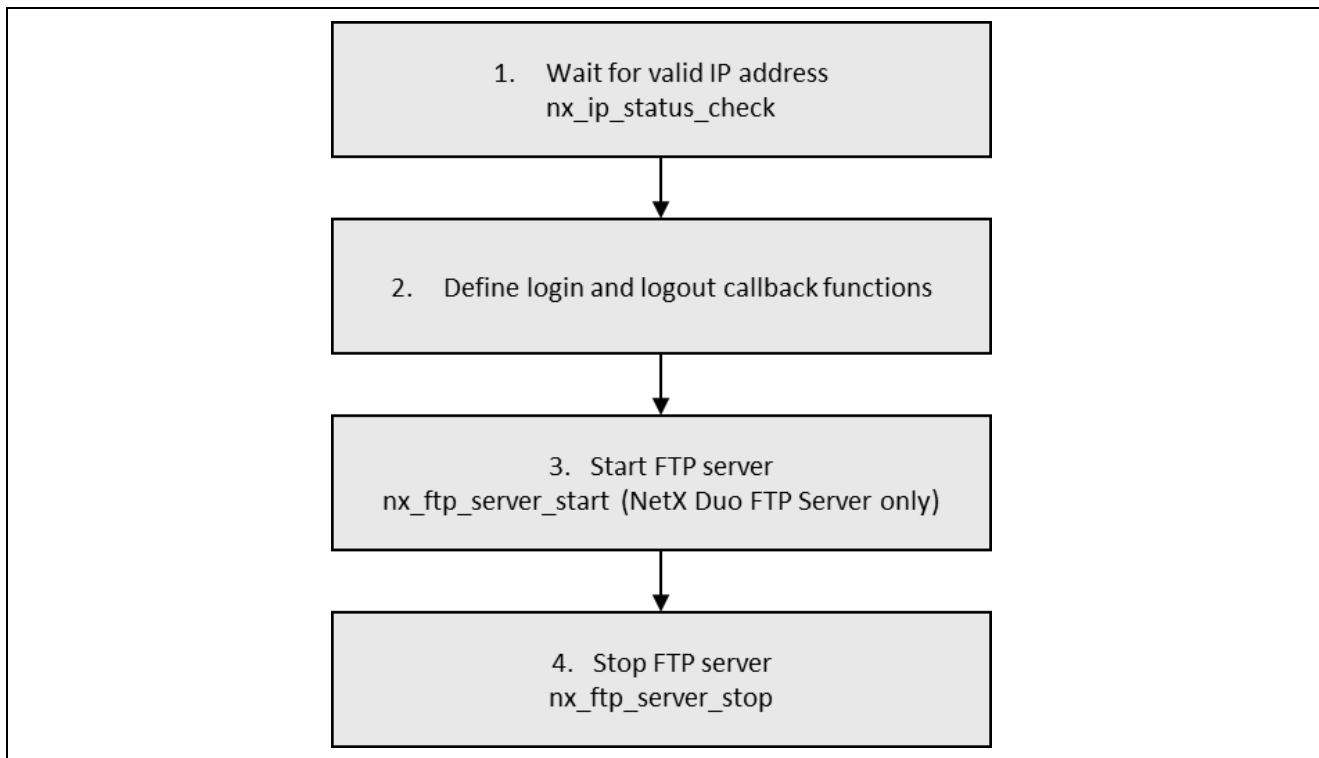 1. Wait for valid IP address
nx_ip_status_check
2. Define login and logout callback functions
3. Start FTP server
nx_ftp_server_start (NetX Duo FTP Server only)
4. Stop FTP server
nx_ftp_server_stop